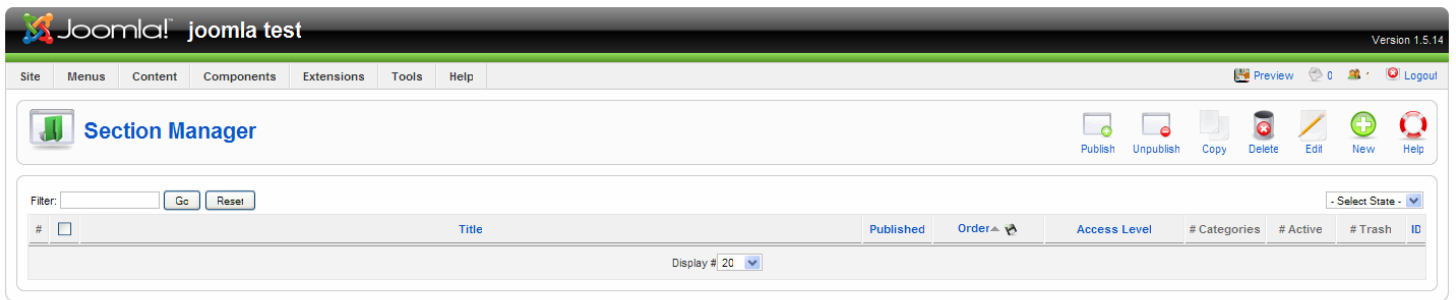 Joomla!™ joomla test
Version 1.5.14
Site Menus Content Components Extensions Tools Help Preview 0 Logout
Section Manager
Publish Unpublish Copy Delete Edit New Help
Filter: Go Reset - Select State -
# Title Published Order Access Level # Categories # Active # Trash ID
Display # 20